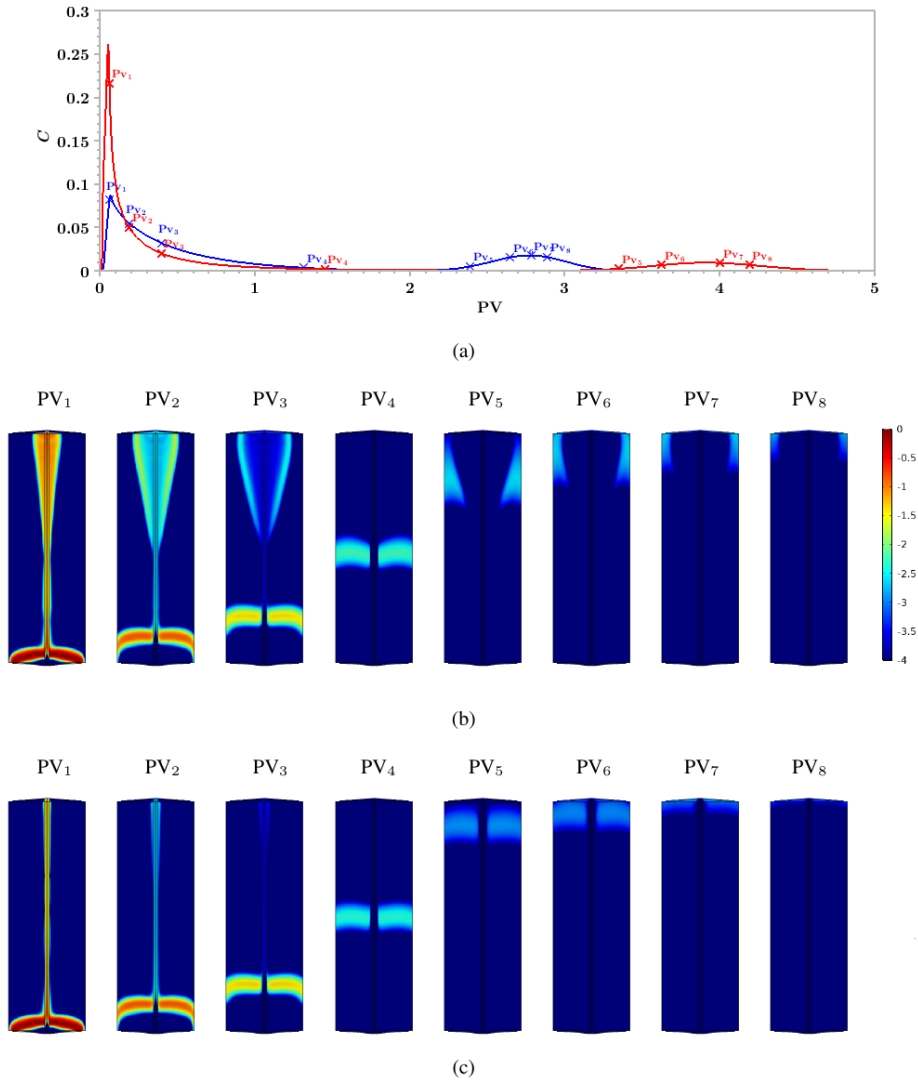 0.3
0.25
0.2
0.15
0.1
0.05
0
C
Pv₁
Pv₁
Pv₂
Pv₂
Pv₃
Pv₃
Pv₄
Pv₄
Pv₅
Pv₆
Pv₇
Pv₈
Pv₅
Pv₆
Pv₇
Pv₈
0 1 2 3 4 5
PV
(a)
PV₁ PV₂ PV₃ PV₄ PV₅ PV₆ PV₇ PV₈
0
-0.5
-1
-1.5
-2
-2.5
-3
-3.5
-4
(b)
PV₁ PV₂ PV₃ PV₄ PV₅ PV₆ PV₇ PV₈
(c)